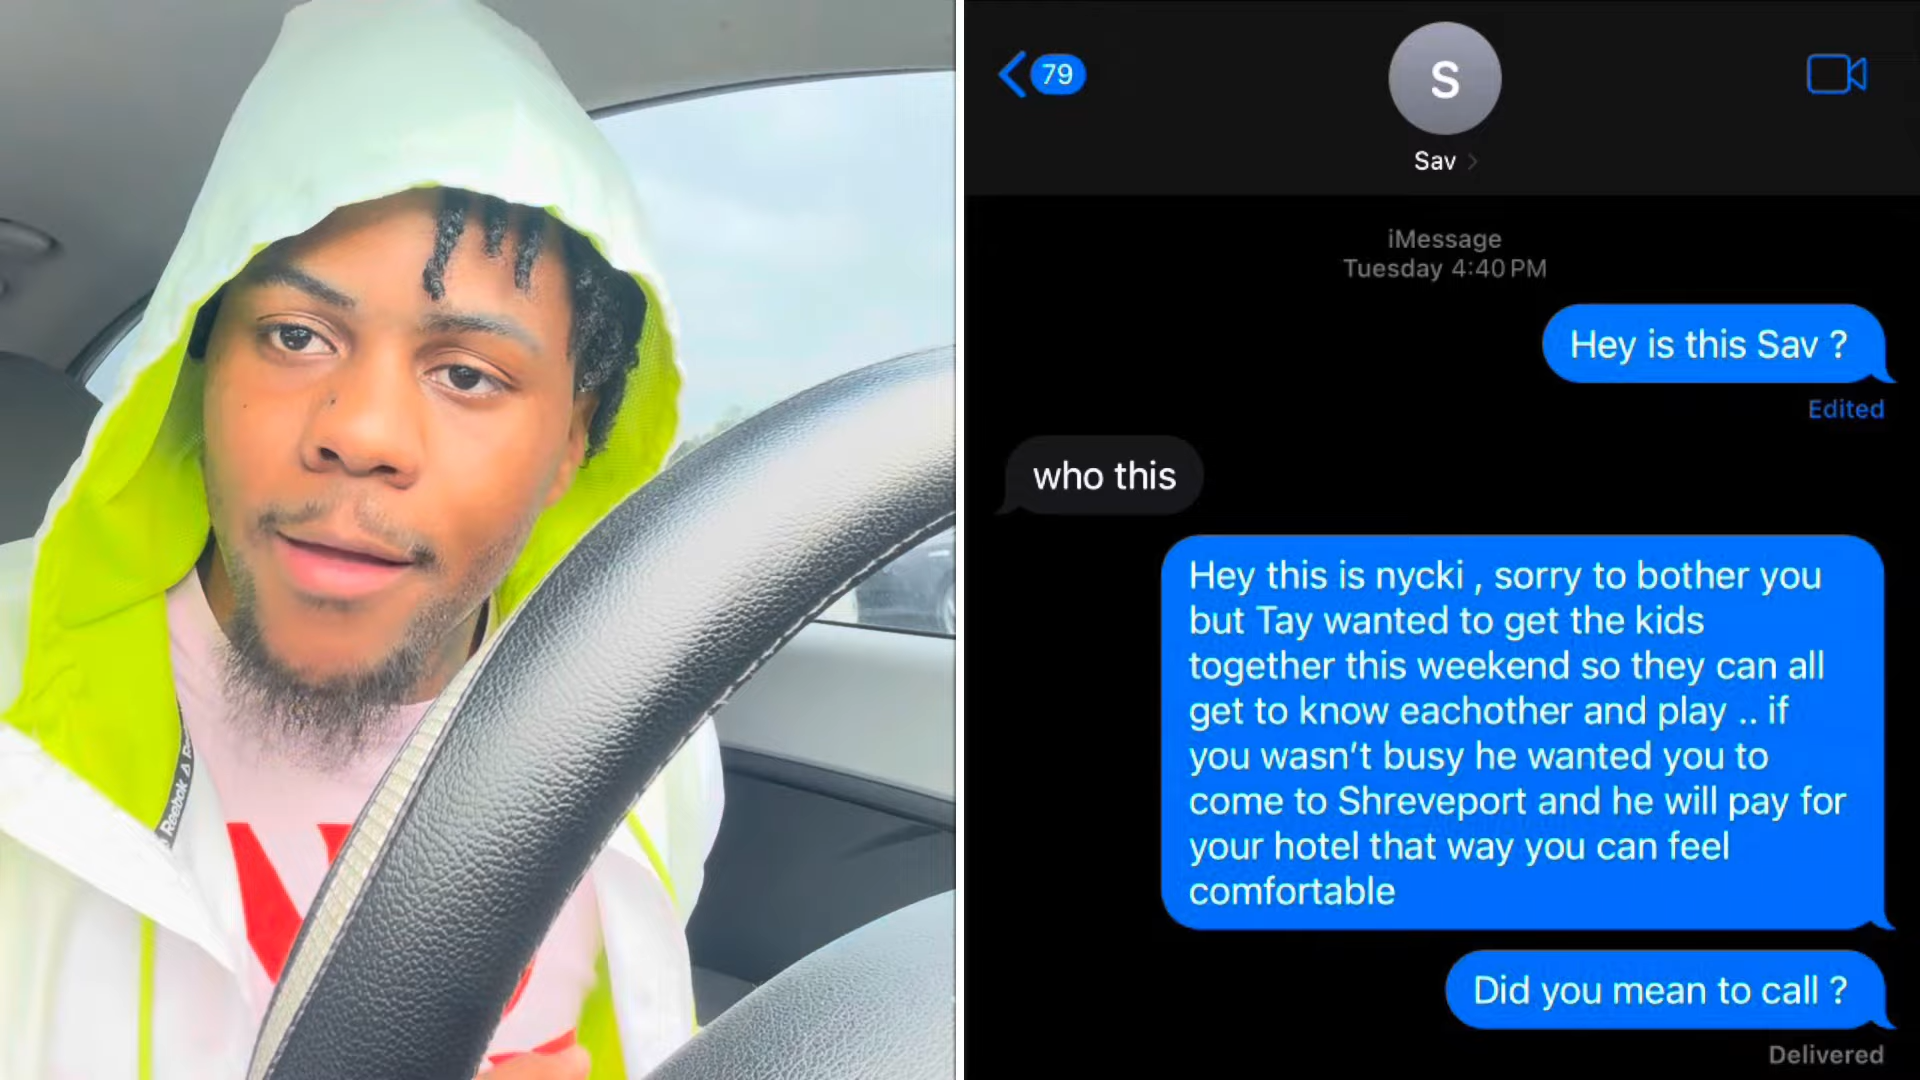 Reebok
79
S
Sav
iMessage
Tuesday 4:40 PM
Hey is this Sav ?
Edited
who this
Hey this is nycki , sorry to bother you
but Tay wanted to get the kids
together this weekend so they can all
get to know eachother and play .. if
you wasn’t busy he wanted you to
come to Shreveport and he will pay for
your hotel that way you can feel
comfortable
Did you mean to call ?
Delivered